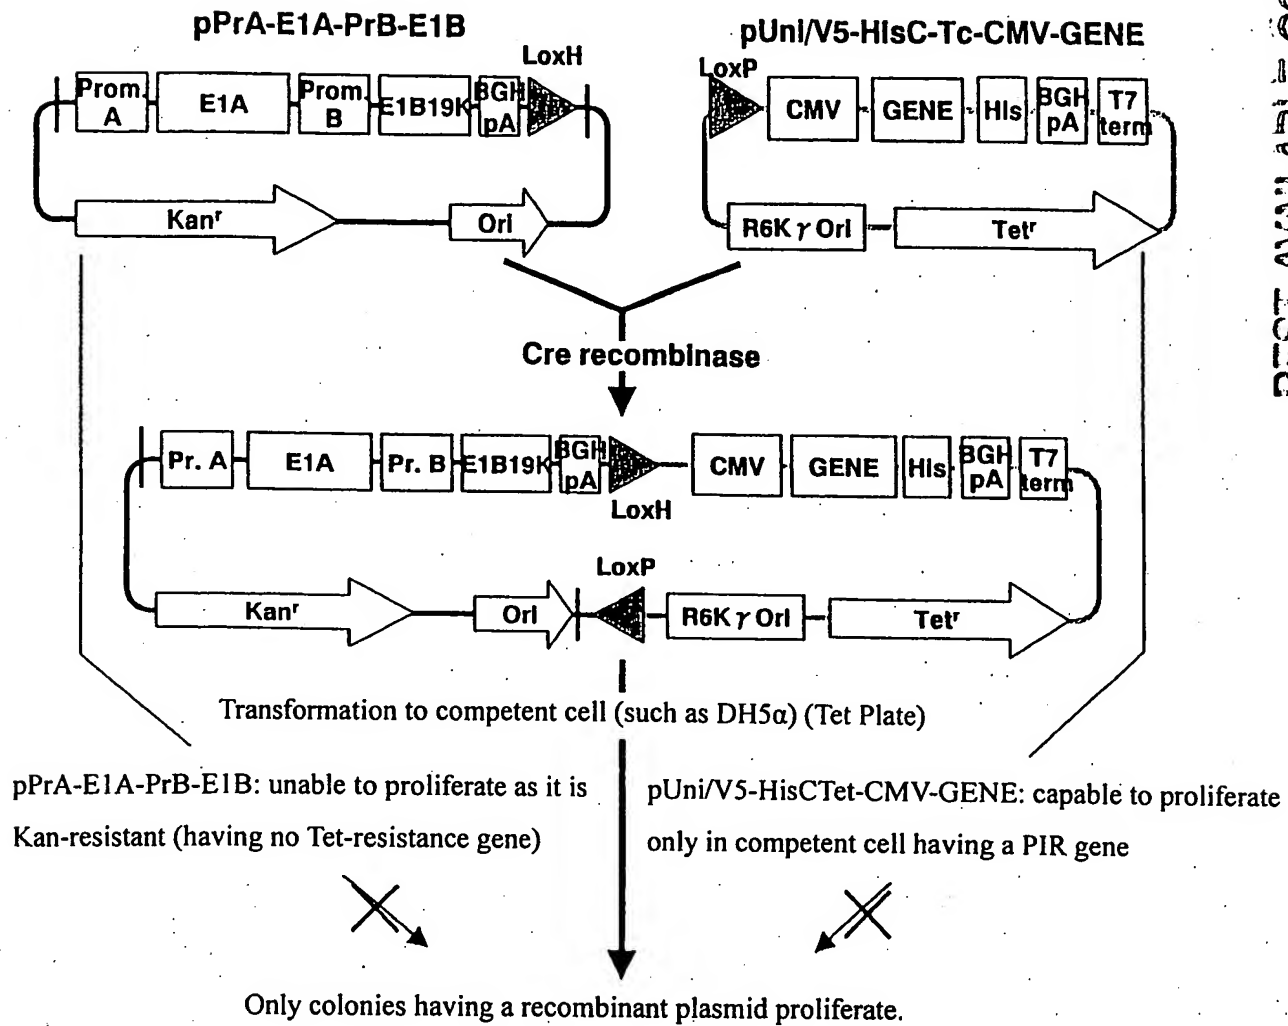 pPrA-E1A-PrB-E1B
pUni/V5-HisC-Tc-CMV-GENE
LoxH
LoxP
Prom. A
E1A
Prom. B
E1B19K
BGH pA
CMV
GENE
His
BGH pA
T7 term
Kanʳ
Ori
R6K γ Ori
Tetʳ
Cre recombinase
Pr. A
E1A
Pr. B
E1B19K
BGH pA
LoxH
CMV
GENE
His
BGH pA
T7 term
LoxP
Kanʳ
Ori
R6K γ Ori
Tetʳ
Transformation to competent cell (such as DH5α) (Tet Plate)
pPrA-E1A-PrB-E1B: unable to proliferate as it is
Kan-resistant (having no Tet-resistance gene)
pUni/V5-HisCTet-CMV-GENE: capable to proliferate
only in competent cell having a PIR gene
Only colonies having a recombinant plasmid proliferate.